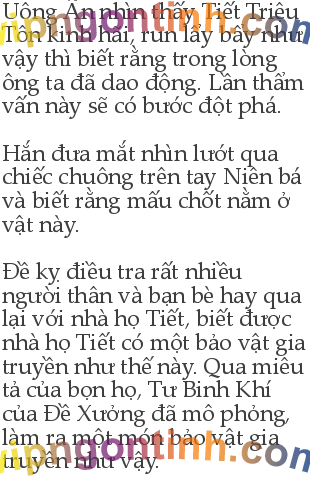 Uông Ấn nhìn thấy Tiết Triệu
Tôn kinh hãi, run lẩy bẩy như
vậy thì biết rằng trong lòng
ông ta đã dao động. Lần thẩm
vấn này sẽ có bước đột phá.
Hắn đưa mắt nhìn lướt qua
chiếc chuông trên tay Niên bá
và biết rằng mấu chốt nằm ở
vật này.
Đề kỵ điều tra rất nhiều
người thân và bạn bè hay qua
lại với nhà họ Tiết, biết được
nhà họ Tiết có một bảo vật gia
truyền như thế này. Qua miêu
tả của bọn họ, Tư Binh Khí
của Đề Xưởng đã mô phỏng,
làm ra một món bảo vật gia
truyền như vậy.
vipngontinh.com
vipngontinh.com